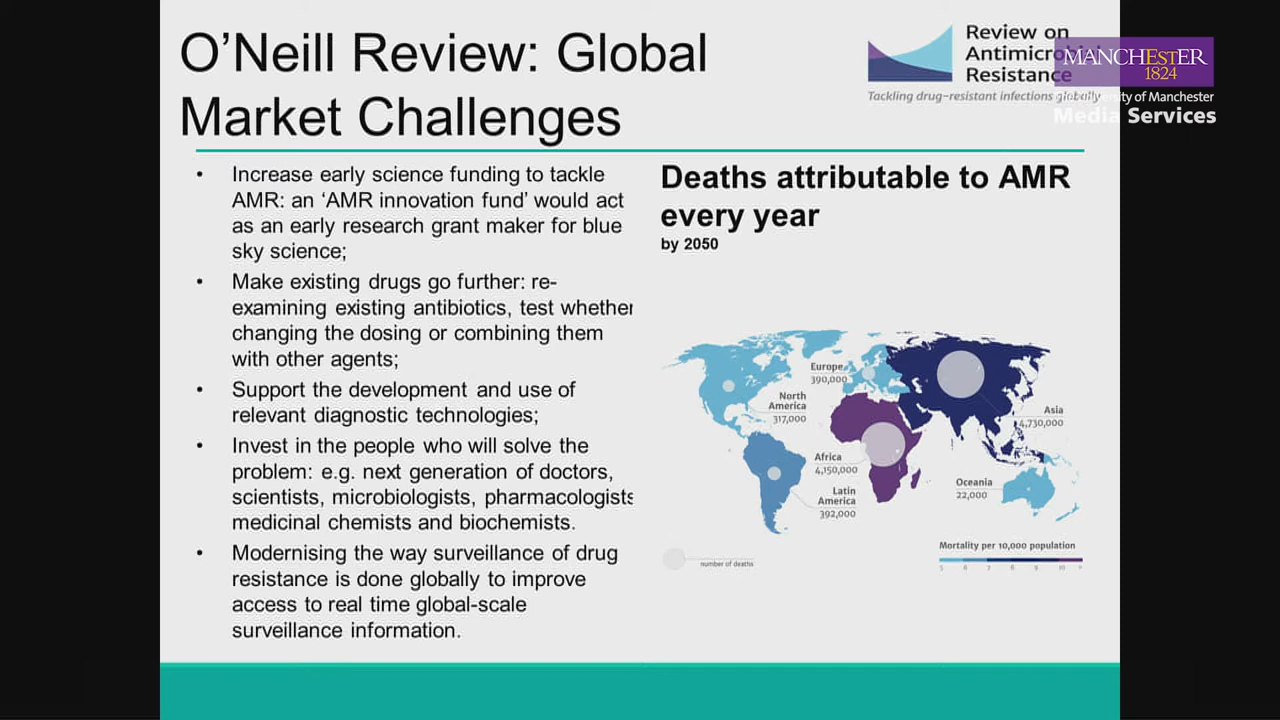 O'Neill Review: Global
Market Challenges
Review on
Antimicrobial
Resistance
Tackling drug-resistant infections globally
MANCHESTER
1824
University of Manchester
Media Services
• Increase early science funding to tackle
AMR: an 'AMR innovation fund' would act
as an early research grant maker for blue
sky science;
• Make existing drugs go further: re-
examining existing antibiotics, test whether
changing the dosing or combining them
with other agents;
• Support the development and use of
relevant diagnostic technologies;
• Invest in the people who will solve the
problem: e.g. next generation of doctors,
scientists, microbiologists, pharmacologists
medicinal chemists and biochemists.
• Modernising the way surveillance of drug
resistance is done globally to improve
access to real time global-scale
surveillance information.
Deaths attributable to AMR
every year
by 2050
Europe
390,000
North
America
317,000
Asia
4,730,000
Africa
4,150,000
Oceania
22,000
Latin
America
392,000
Mortality per 10,000 population
5 6 7 8 9 10 >
number of deaths